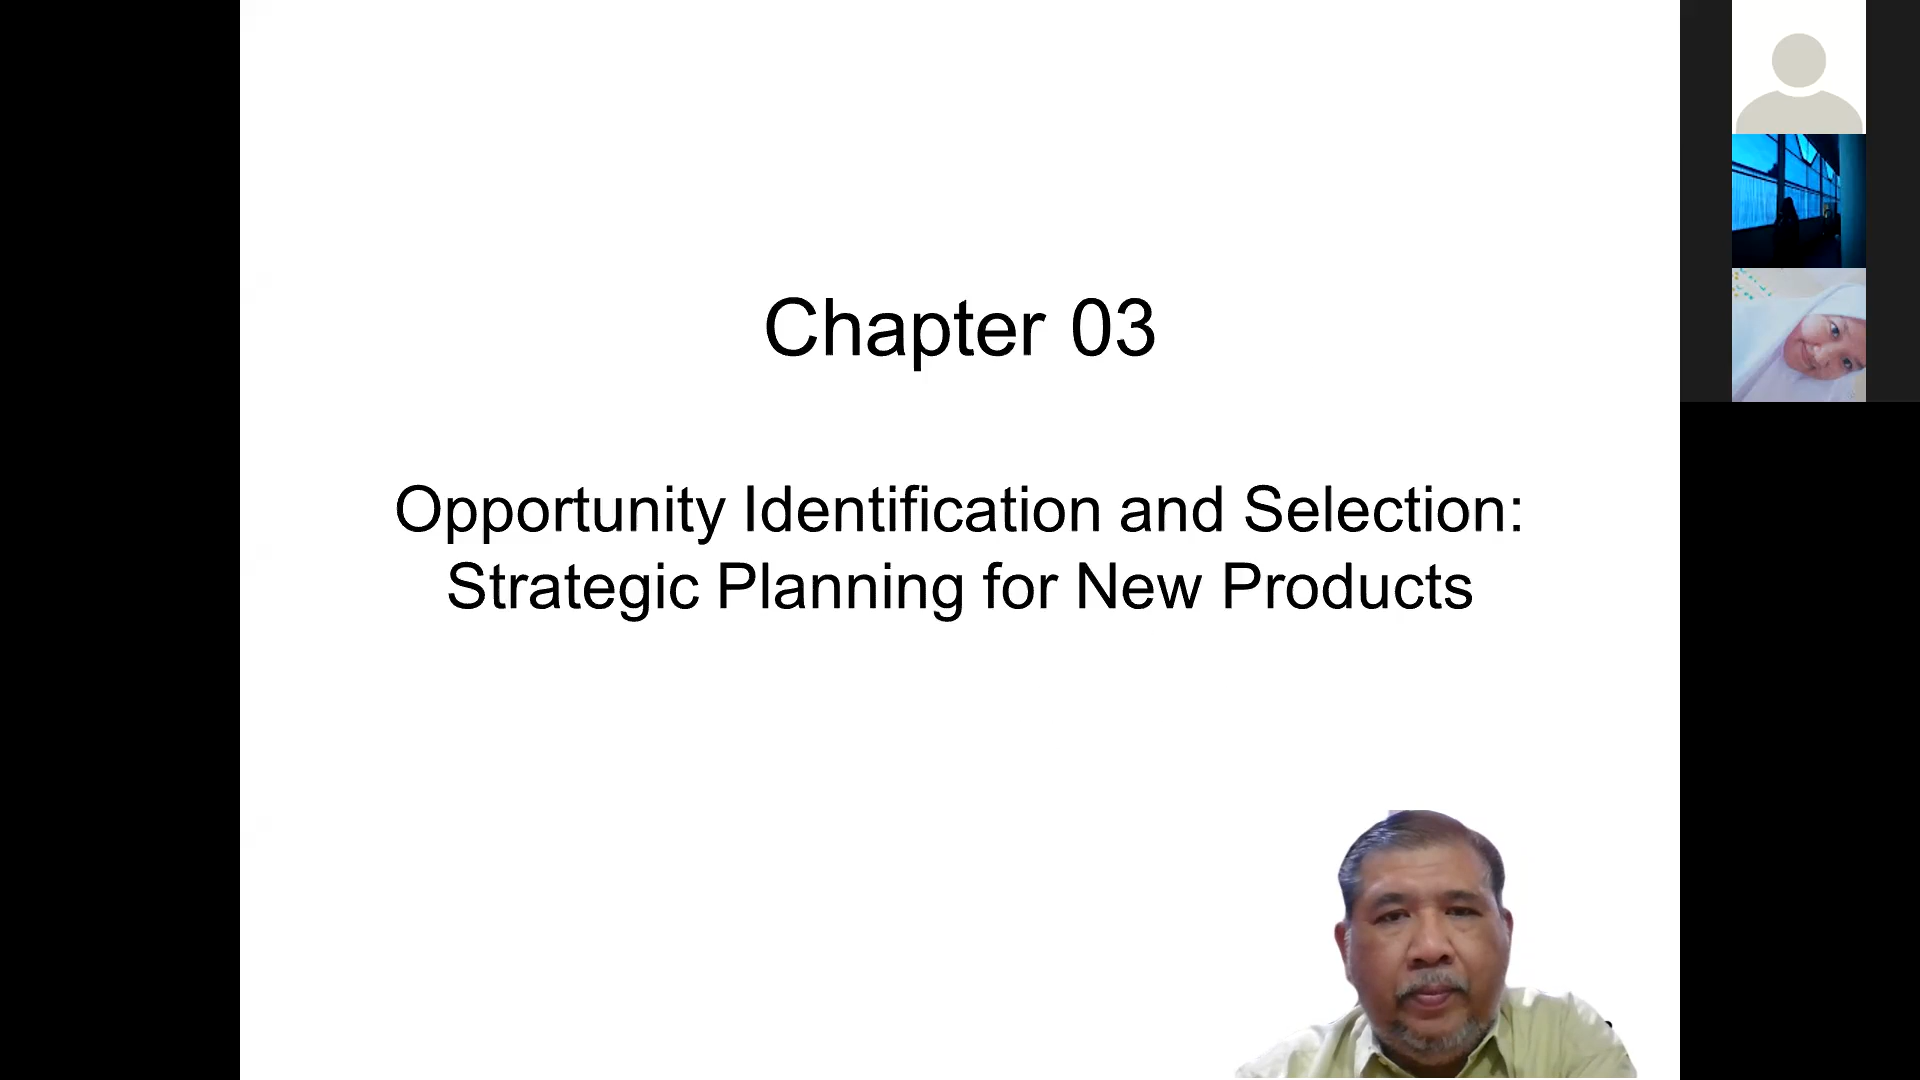 Chapter 03
Opportunity Identification and Selection:
Strategic Planning for New Products